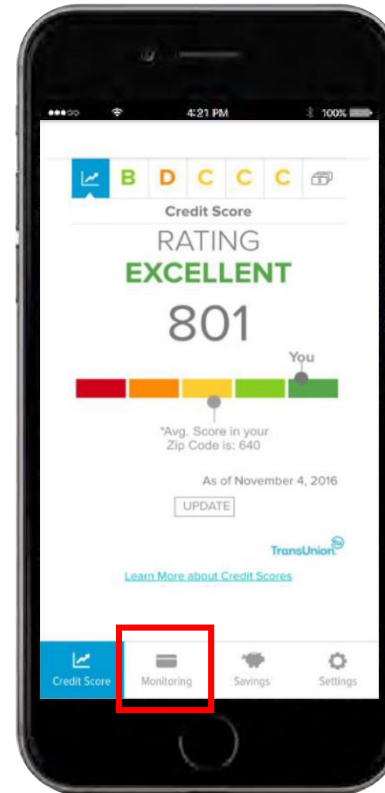 4:21 PM 100%
B D C C C
Credit Score
RATING
EXCELLENT
801
You
*Avg. Score in your
Zip Code is: 640
As of November 4, 2016
UPDATE
TransUnion
Learn More about Credit Scores
Credit Score Monitoring Savings Settings